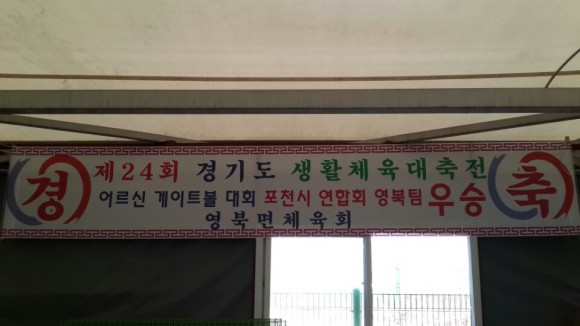 경 축
제24회 경기도 생활체육대축전
어르신 게이트볼 대회 포천시 연합회 영북팀 우승
영북면체육회